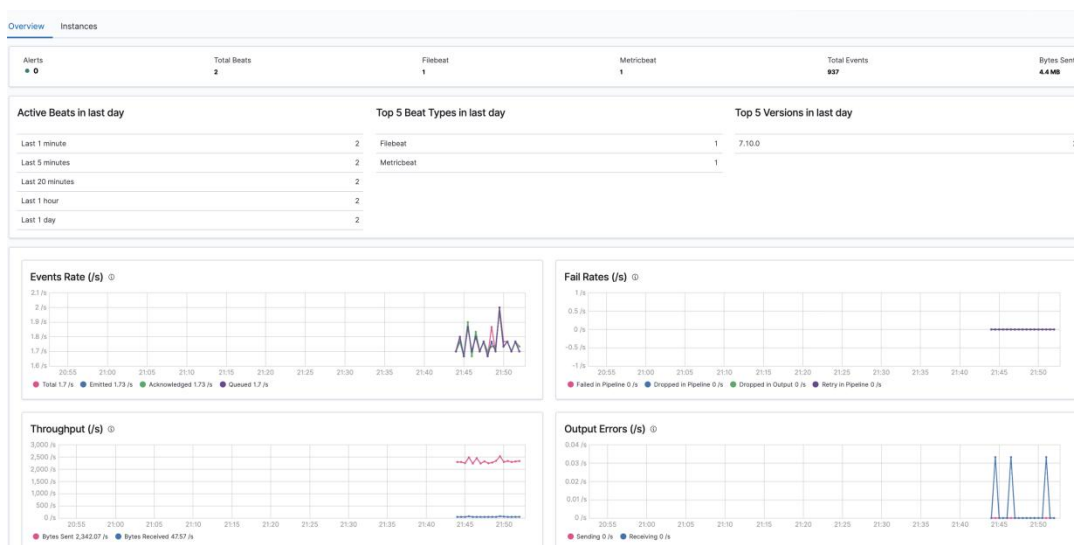 Overview Instances
Alerts Total Beats Filebeat Metricbeat Total Events Bytes Sent
0 2 1 1 937 4.4 MB
Active Beats in last day
Last 1 minute 2
Last 5 minutes 2
Last 20 minutes 2
Last 1 hour 2
Last 1 day 2
Top 5 Beat Types in last day
Filebeat 1
Metricbeat 1
Top 5 Versions in last day
7.10.0
Events Rate (/s)
2.1 /s
2 /s
1.9 /s
1.8 /s
1.7 /s
1.6 /s
20:55 21:00 21:05 21:10 21:15 21:20 21:25 21:30 21:35 21:40 21:45 21:50
Total 1.7 /s Emitted 1.73 /s Acknowledged 1.73 /s Queued 1.7 /s
Fail Rates (/s)
1 /s
0.5 /s
0 /s
-0.5 /s
-1 /s
20:55 21:00 21:05 21:10 21:15 21:20 21:25 21:30 21:35 21:40 21:45 21:50
Failed in Pipeline 0 /s Dropped in Pipeline 0 /s Dropped in Output 0 /s Retry in Pipeline 0 /s
Throughput (/s)
3,000 /s
2,500 /s
2,000 /s
1,500 /s
1,000 /s
500 /s
0 /s
20:55 21:00 21:05 21:10 21:15 21:20 21:25 21:30 21:35 21:40 21:45 21:50
Bytes Sent 2,342.07 /s Bytes Received 47.57 /s
Output Errors (/s)
0.04 /s
0.03 /s
0.02 /s
0.01 /s
0 /s
20:55 21:00 21:05 21:10 21:15 21:20 21:25 21:30 21:35 21:40 21:45 21:50
Sending 0 /s Receiving 0 /s